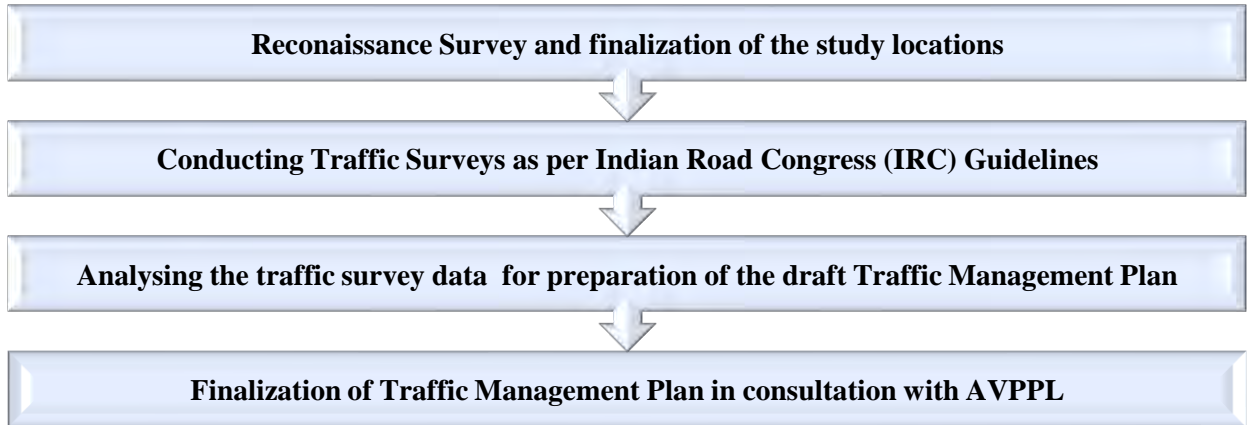 Reconaissance Survey and finalization of the study locations
Conducting Traffic Surveys as per Indian Road Congress (IRC) Guidelines
Analysing the traffic survey data for preparation of the draft Traffic Management Plan
Finalization of Traffic Management Plan in consultation with AVPPL